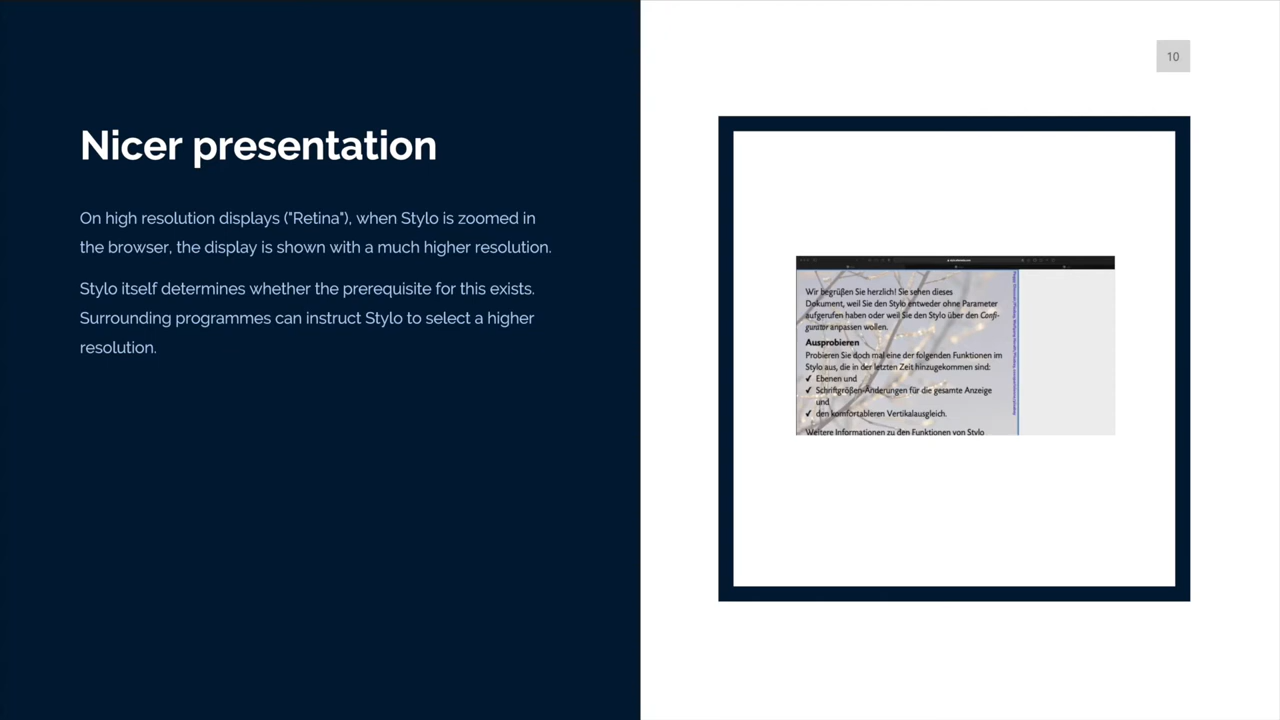 10
Nicer presentation
On high resolution displays ("Retina"), when Stylo is zoomed in
the browser, the display is shown with a much higher resolution.
Stylo itself determines whether the prerequisite for this exists.
Surrounding programmes can instruct Stylo to select a higher
resolution.
Wir begrüßen Sie herzlich! Sie sehen dieses
Dokument, weil Sie den Stylo entweder ohne Parameter
aufgerufen haben oder weil Sie den Stylo über den Confi-
gurator anpassen wollen.
Ausprobieren
Probieren Sie doch mal eine der folgenden Funktionen im
Stylo aus, die in der letzten Zeit hinzugekommen sind:
✓ Ebenen und
✓ Schriftgrößen-Änderungen für die gesamte Anzeige
und
✓ den komfortableren Vertikalausgleich.
Weitere Informationen zu den Funktionen von Stylo